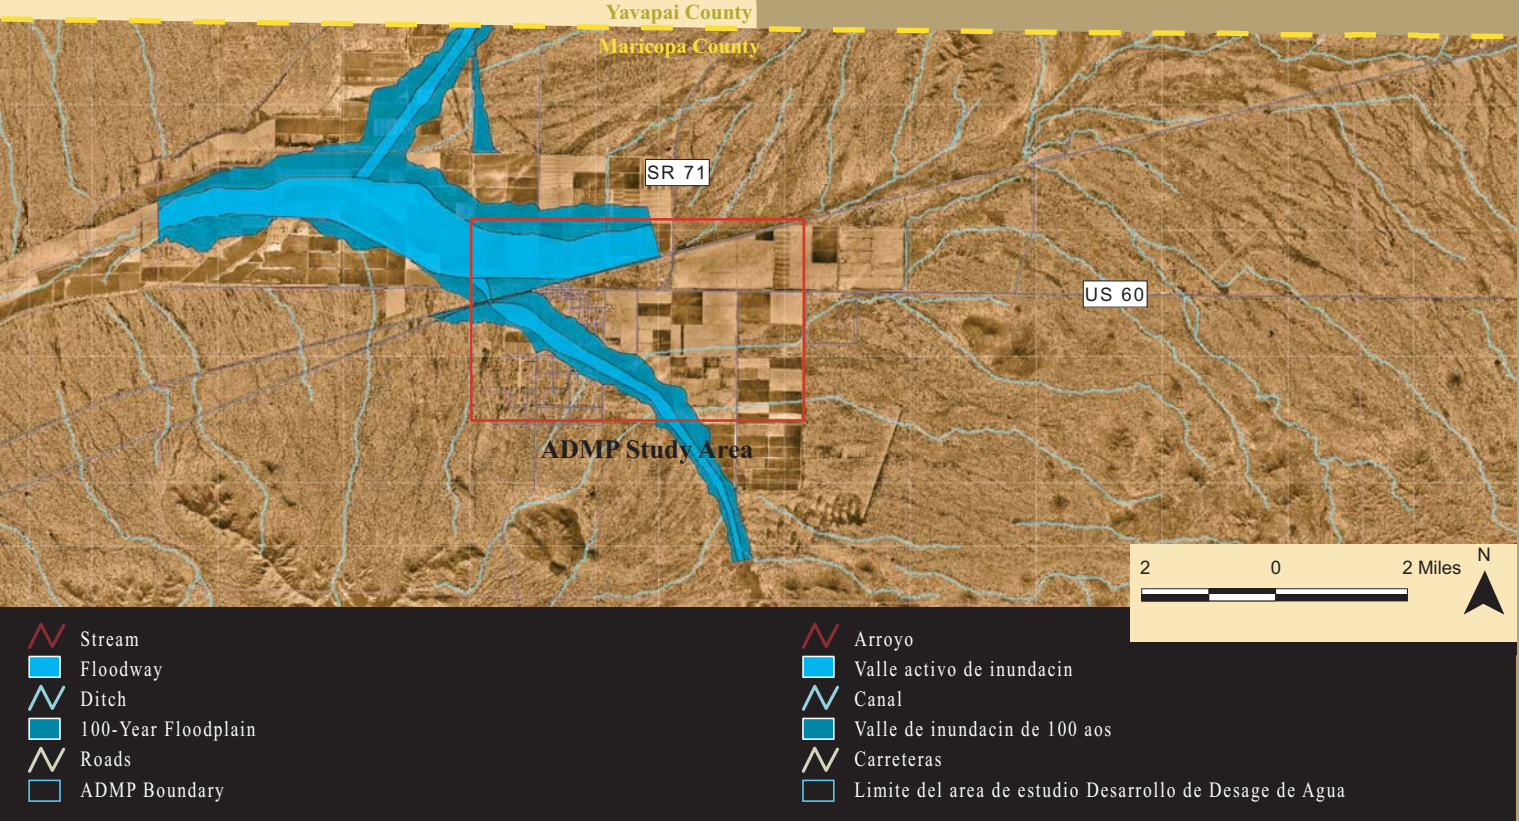 Yavapai County
Maricopa County
SR 71
US 60
ADMP Study Area
2 0 2 Miles
N
Stream
Floodway
Ditch
100-Year Floodplain
Roads
ADMP Boundary
Arroyo
Valle activo de inundacin
Canal
Valle de inundacin de 100 aos
Carreteras
Limite del area de estudio Desarrollo de Desage de Agua